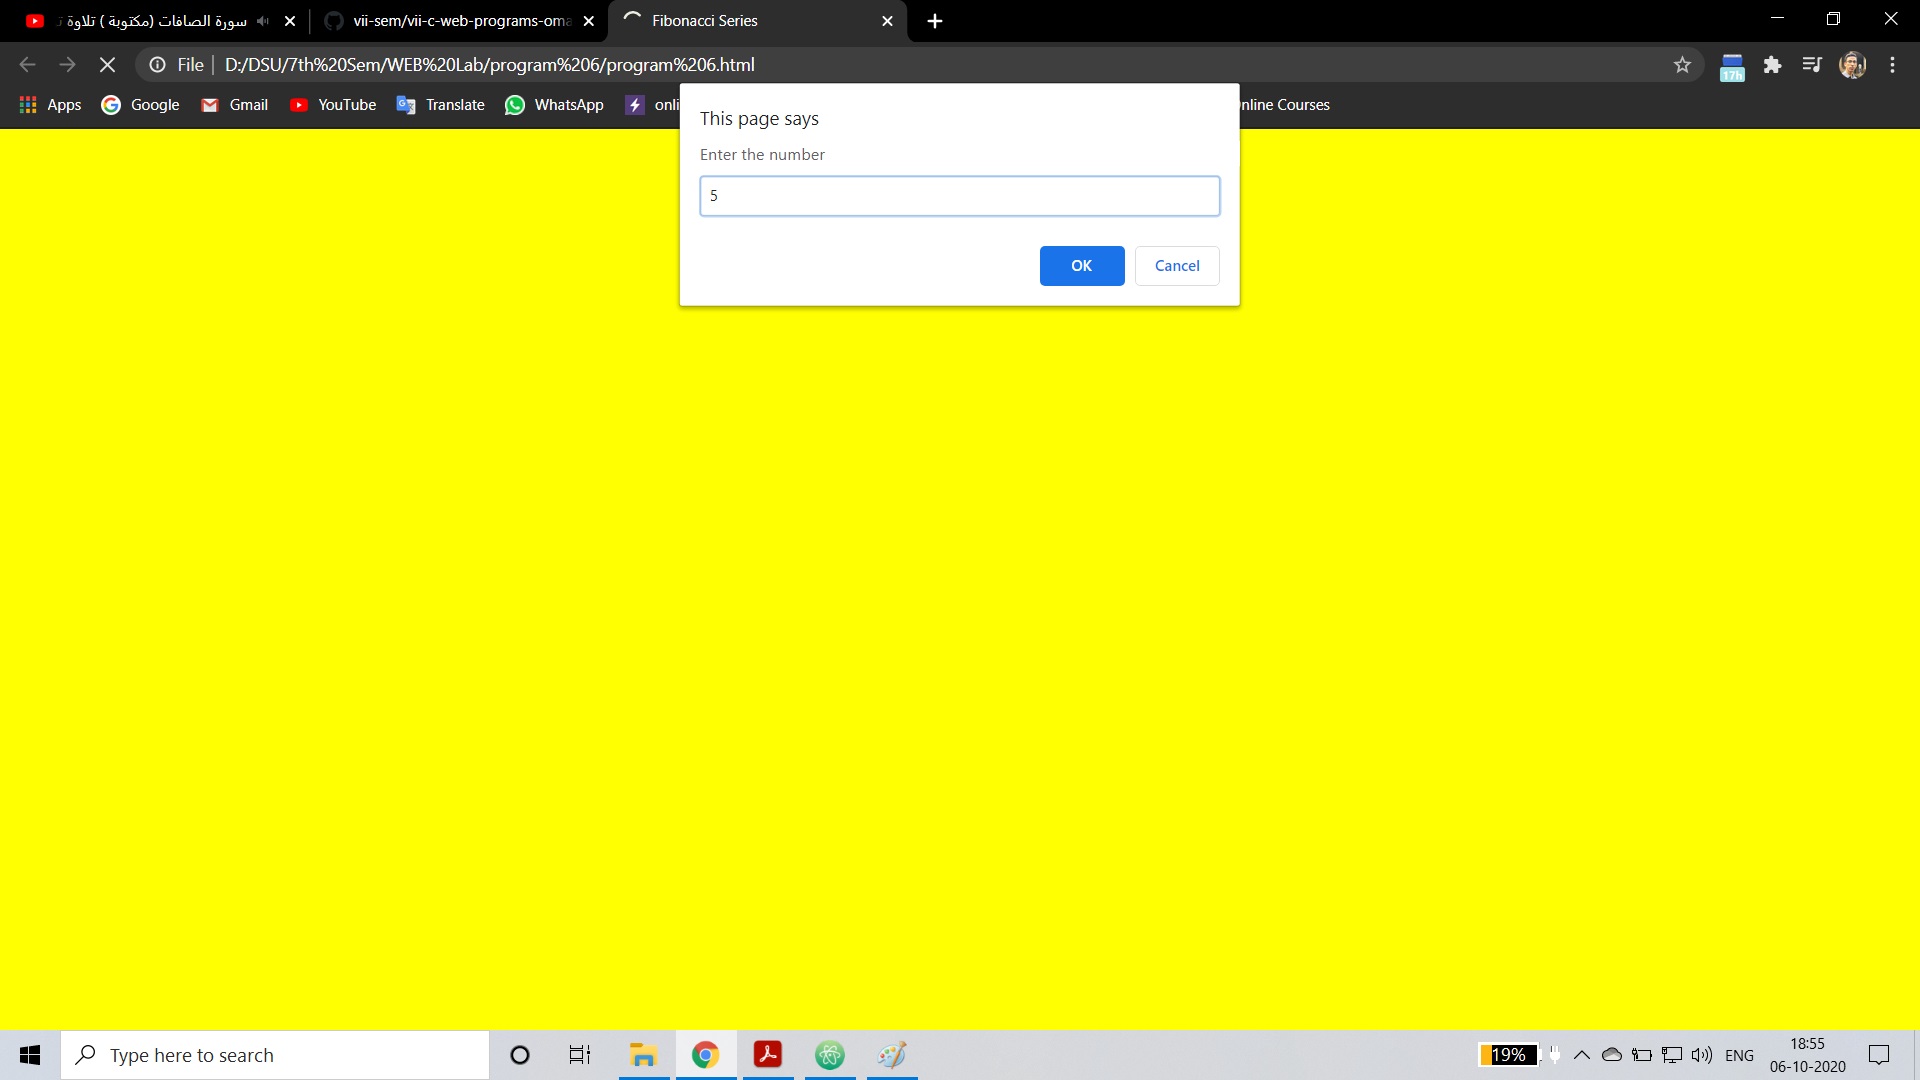 سورة الصافات (مكتوبة ) تلاوة
vii-sem/vii-c-web-programs-oma
Fibonacci Series
File
D:/DSU/7th%20Sem/WEB%20Lab/program%206/program%206.html
17h
Apps
Google
Gmail
YouTube
Translate
WhatsApp
onli
nline Courses
This page says
Enter the number
5
OK
Cancel
Type here to search
19%
ENG
18:55
06-10-2020